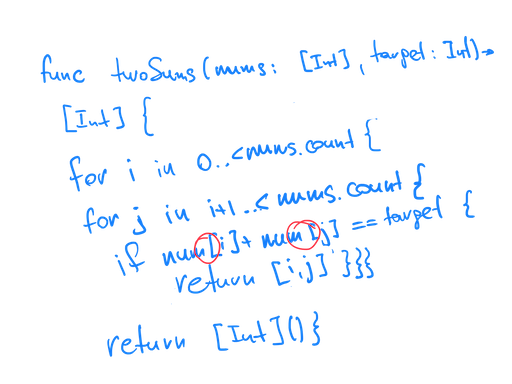 func twoSums(nums: [Int], target: Int)->
[Int] {
for i in 0..<nums.count {
for j in i+1..<nums.count {
if num[i]+num[j] == target {
return [i,j]}}}
return [Int]()}